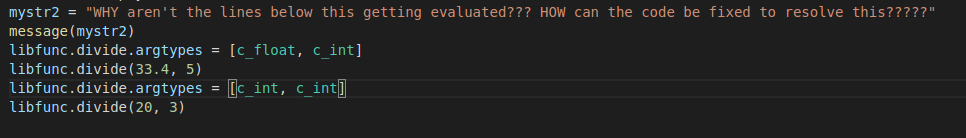 mystr2 = "WHY aren't the lines below this getting evaluated??? HOW can the code be fixed to resolve this?????"
message(mystr2)
libfunc.divide.argtypes = [c_float, c_int]
libfunc.divide(33.4, 5)
libfunc.divide.argtypes = [c_int, c_int]
libfunc.divide(20, 3)